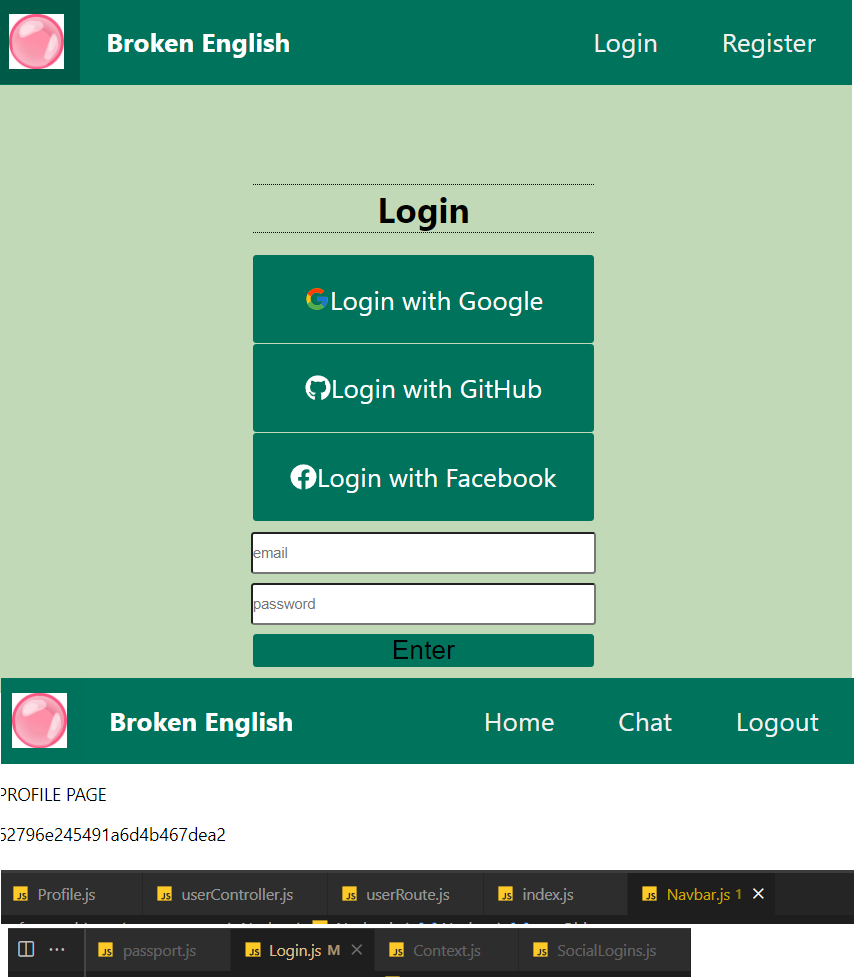 Broken English Login Register
Login
Login with Google
Login with GitHub
Login with Facebook
email
password
Enter
Broken English Home Chat Logout
PROFILE PAGE
62796e245491a6d4b467dea2
JS Profile.js JS userController.js JS userRoute.js JS index.js JS Navbar.js 1
JS passport.js JS Login.js M JS Context.js JS SocialLogins.js